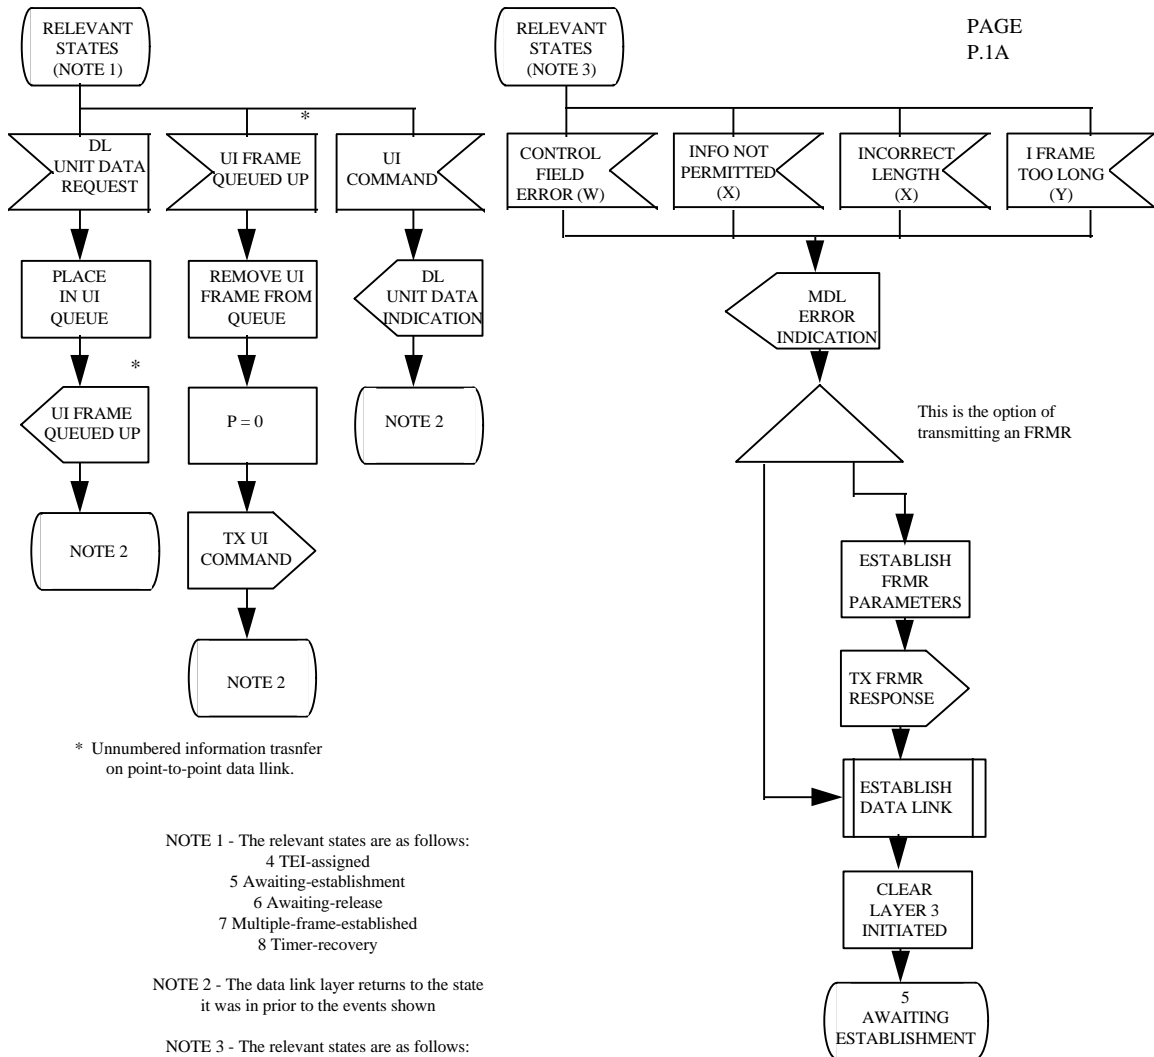 PAGE
P.1A
RELEVANT
STATES
(NOTE 1)
*
DL
UNIT DATA
REQUEST
UI FRAME
QUEUED UP
UI
COMMAND
PLACE
IN UI
QUEUE
REMOVE UI
FRAME FROM
QUEUE
DL
UNIT DATA
INDICATION
*
UI FRAME
QUEUED UP
P = 0
NOTE 2
NOTE 2
TX UI
COMMAND
NOTE 2
* Unnumbered information trasnfer
on point-to-point data llink.
NOTE 1 - The relevant states are as follows:
4 TEI-assigned
5 Awaiting-establishment
6 Awaiting-release
7 Multiple-frame-established
8 Timer-recovery
NOTE 2 - The data link layer returns to the state
it was in prior to the events shown
NOTE 3 - The relevant states are as follows:
RELEVANT
STATES
(NOTE 3)
CONTROL
FIELD
ERROR (W)
INFO NOT
PERMITTED
(X)
INCORRECT
LENGTH
(X)
I FRAME
TOO LONG
(Y)
MDL
ERROR
INDICATION
This is the option of
transmitting an FRMR
ESTABLISH
FRMR
PARAMETERS
TX FRMR
RESPONSE
ESTABLISH
DATA LINK
CLEAR
LAYER 3
INITIATED
5
AWAITING
ESTABLISHMENT